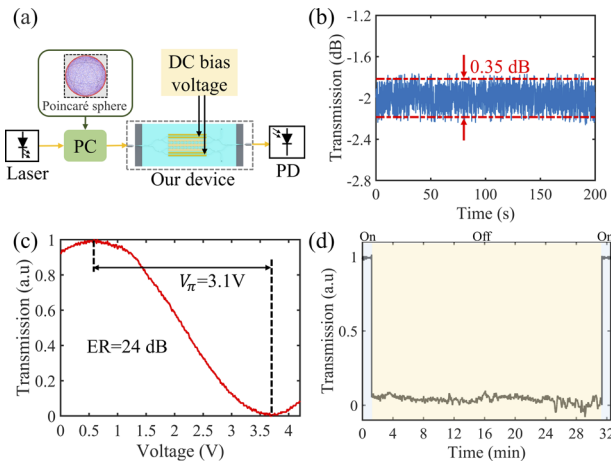 (a)
Poincaré sphere
DC bias
voltage
PC
Laser
Our device
PD
(b)
-1.2
-1.6
-2
-2.4
-2.8
Transmission (dB)
0.35 dB
0
50
100
150
200
Time (s)
(c)
1
0.8
0.6
0.4
0.2
0
Transmission (a.u)
Vπ=3.1V
ER=24 dB
0
0.5
1
1.5
2
2.5
3
3.5
4
Voltage (V)
(d)
On
Off
On
1
0.5
0
Transmission (a.u)
0
4
8
12
16
20
24
28
32
Time (min)